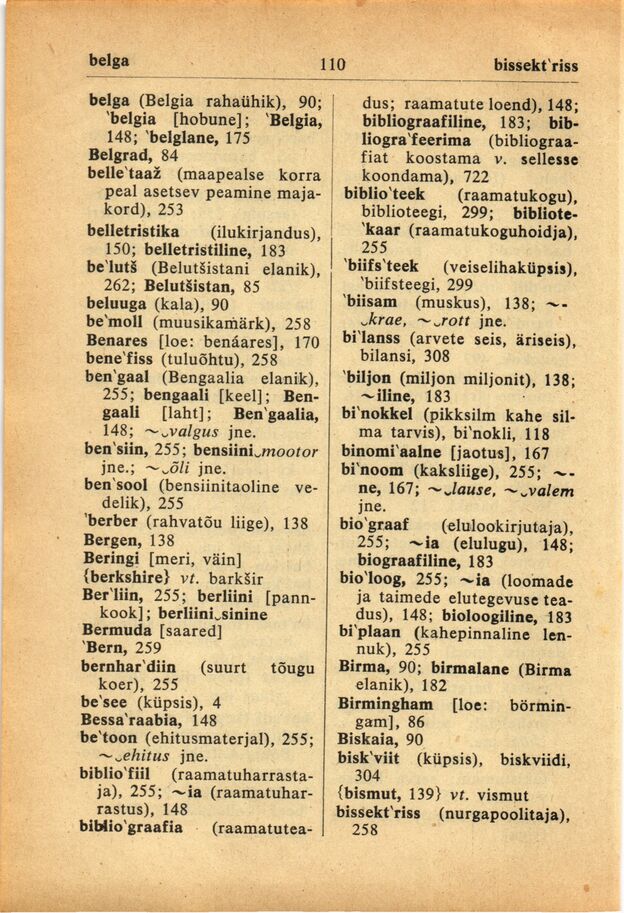 belga 110 bissekt`riss
belga (Belgia rahaühik), 90;
`belgia [hobune]; `Belgia,
148; `belglane, 175
Belgrad, 84
belle`taaž (maapealse korra
peal asetsev peamine maja-
kord), 253
belletristika (ilukirjandus),
150; belletristiline, 183
be`lutš (Belutšistani elanik),
262; Belutšistan, 85
beluuga (kala), 90
be`moll (muusikamärk), 258
Benares [loe: benáares], 170
bene`fiss (tuluõhtu), 258
ben`gaal (Bengaalia elanik),
255; bengaali [keel]; Ben-
gaali [laht]; Ben`gaalia,
148; ~‿valgus jne.
ben`siin, 255; bensiini‿mootor
jne.; ~‿õli jne.
ben`sool (bensiinitaoline ve-
delik), 255
`berber (rahvatõu liige), 138
Bergen, 138
Beringi [meri, väin]
{berkshire} vt. barkšir
Ber`liin, 255; berliini [pann-
kook]; berliini‿sinine
Bermuda [saared]
`Bern, 259
bernhar`diin (suurt tõugu
koer), 255
be`see (küpsis), 4
Bessa`raabia, 148
be`toon (ehitusmaterjal), 255;
~‿ehitus jne.
biblio`fiil (raamatuharrasta-
ja), 255; ~ia (raamatuhar-
rastus), 148
biblio`graafia (raamatutea-
dus; raamatute loend), 148;
bibliograafiline, 183; bib-
liogra`feerima (bibliograa-
fiat koostama v. sellesse
koondama), 722
biblio`teek (raamatukogu),
biblioteegi, 299; bibliote-
`kaar (raamatukoguhoidja),
255
`biifs`teek (veiselihaküpsis),
`biifsteegi, 299
`biisam (muskus), 138; ~-
‿krae, ~‿rott jne.
bi`lanss (arvete seis, äriseis),
bilansi, 308
`biljon (miljon miljonit), 138;
~iline, 183
bi`nokkel (pikksilm kahe sil-
ma tarvis), bi`nokli, 118
binomi`aalne [jaotus], 167
bi`noom (kaksliige), 255; ~-
ne, 167; ~‿lause, ~‿valem
jne.
bio`graaf (elulookirjutaja),
255; ~ia (elulugu), 148;
biograafiline, 183
bio`loog, 255; ~ia (loomade
ja taimede elutegevuse tea-
dus), 148; bioloogiline, 183
bi`plaan (kahepinnaline len-
nuk), 255
Birma, 90; birmalane (Birma
elanik), 182
Birmingham [loe: börmin-
gam], 86
Biskaia, 90
bisk`viit (küpsis), biskviidi,
304
{bismut, 139} vt. vismut
bissekt`riss (nurgapoolitaja),
258